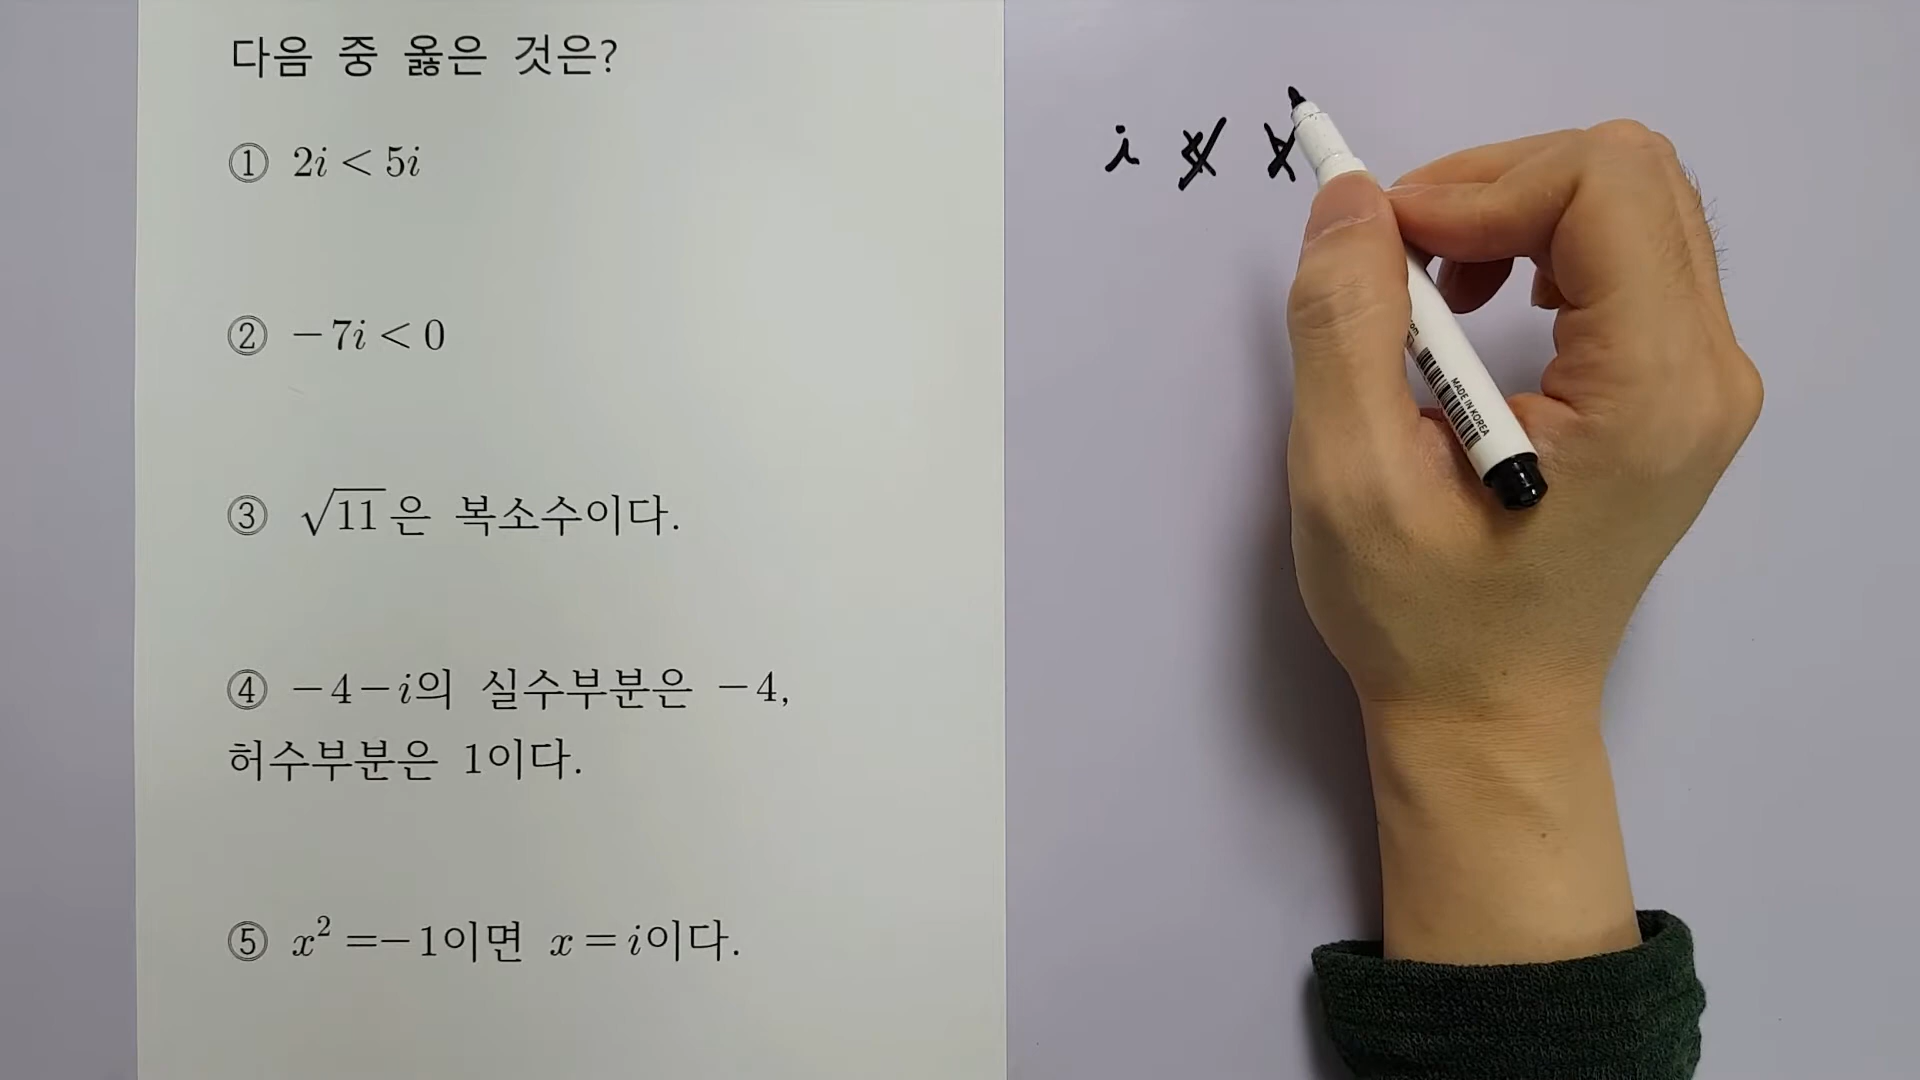 다음 중 옳은 것은?
① 2i < 5i
② −7i < 0
③ √11은 복소수이다.
④ −4−i의 실수부분은 −4,
허수부분은 1이다.
⑤ x² =−1이면 x = i이다.
i
MADE IN KOREA